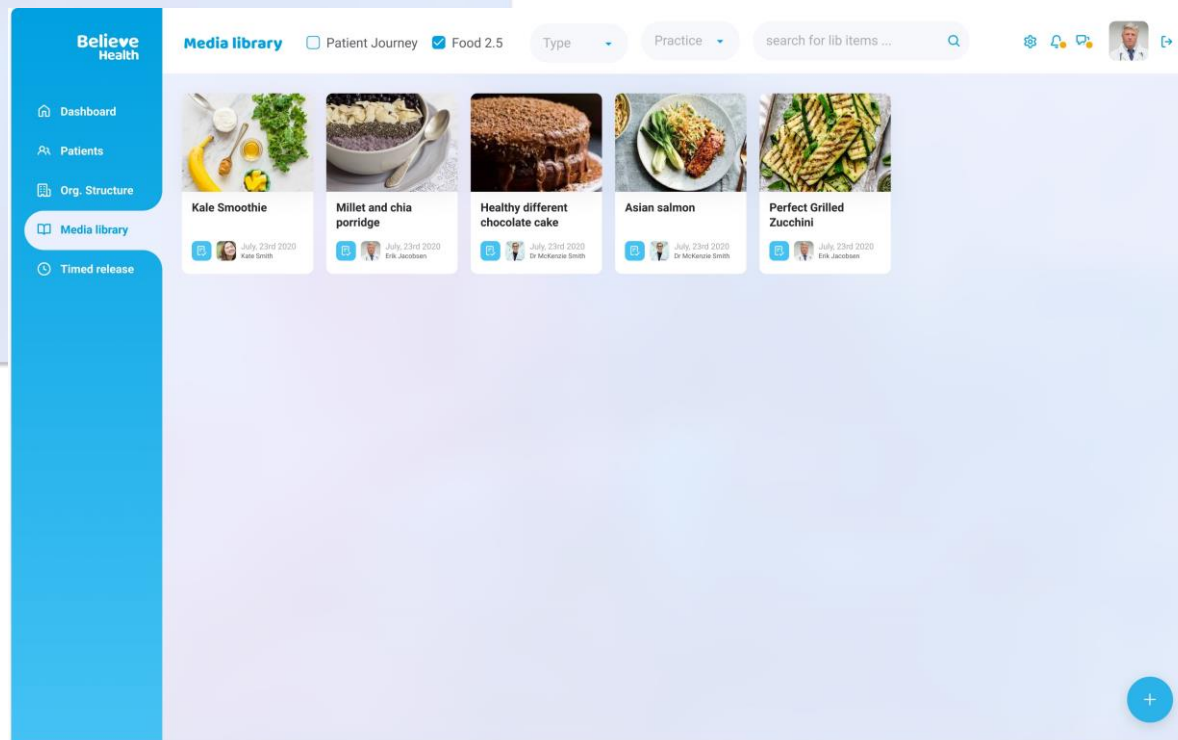 Believe
Health
Media library
Patient Journey
Food 2.5
Type
Practice
search for lib items ...
Dashboard
Patients
Org. Structure
Media library
Timed release
Kale Smoothie
July, 23rd 2020
Kate Smith
Millet and chia
porridge
July, 23rd 2020
Erik Jacobsen
Healthy different
chocolate cake
July, 23rd 2020
Dr McKenzie Smith
Asian salmon
July, 23rd 2020
Dr McKenzie Smith
Perfect Grilled
Zucchini
July, 23rd 2020
Erik Jacobsen